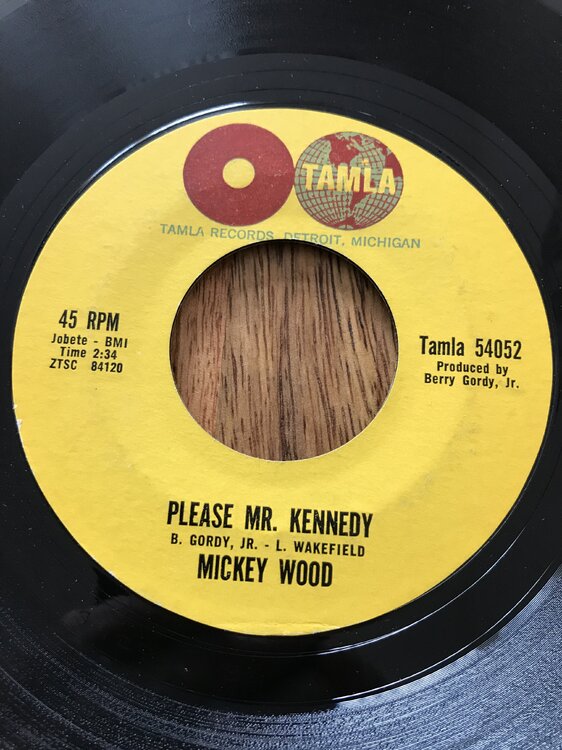 TAMLA
TAMLA RECORDS, DETROIT, MICHIGAN
45 RPM
Jobete - BMI
Time 2:34
ZTSC 84120
Tamla 54052
Produced by
Berry Gordy, Jr.
PLEASE MR. KENNEDY
B. GORDY, JR. - L. WAKEFIELD
MICKEY WOOD